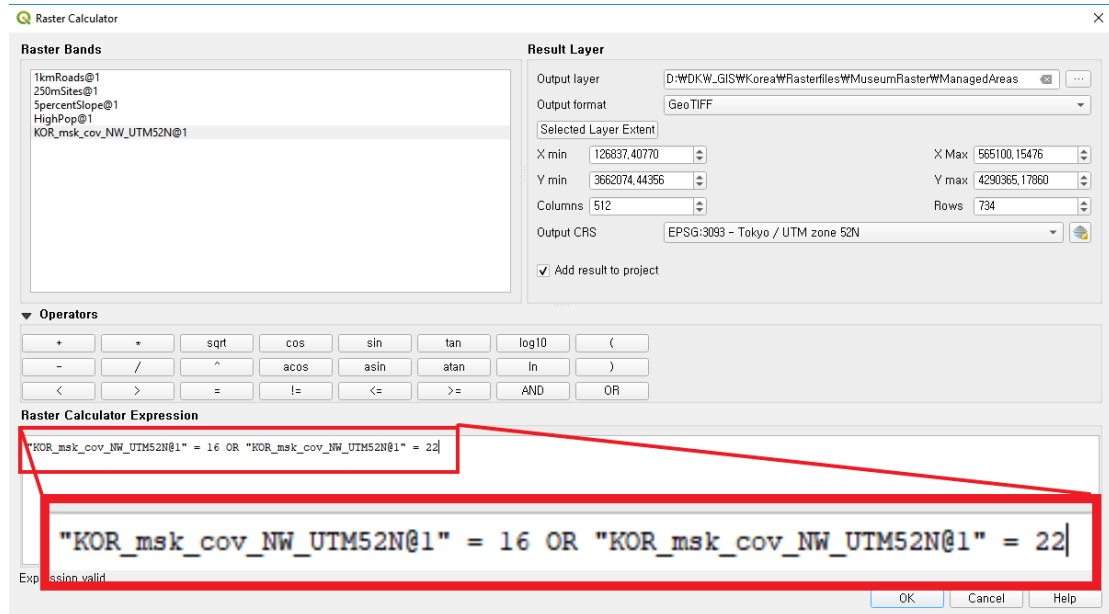 Raster Calculator
Raster Bands
1kmRoads@1
250mSites@1
5percentSlope@1
HighPop@1
KOR_msk_cov_NW_UTM52N@1
Result Layer
Output layer D:₩DKW_GIS₩Korea₩Rasterfiles₩MuseumRaster₩ManagedAreas ...
Output format GeoTIFF
Selected Layer Extent
X min 126837,40770 X Max 565100,15476
Y min 3662074,44356 Y max 4290365,17860
Columns 512 Rows 734
Output CRS EPSG:3093 - Tokyo / UTM zone 52N
Add result to project
Operators
+ * sqrt cos sin tan log10 (
- / ^ acos asin atan ln )
< > = != <= >= AND OR
Raster Calculator Expression
"KOR_msk_cov_NW_UTM52N@1" = 16 OR "KOR_msk_cov_NW_UTM52N@1" = 22
"KOR_msk_cov_NW_UTM52N@1" = 16 OR "KOR_msk_cov_NW_UTM52N@1" = 22
Expression valid
OK Cancel Help